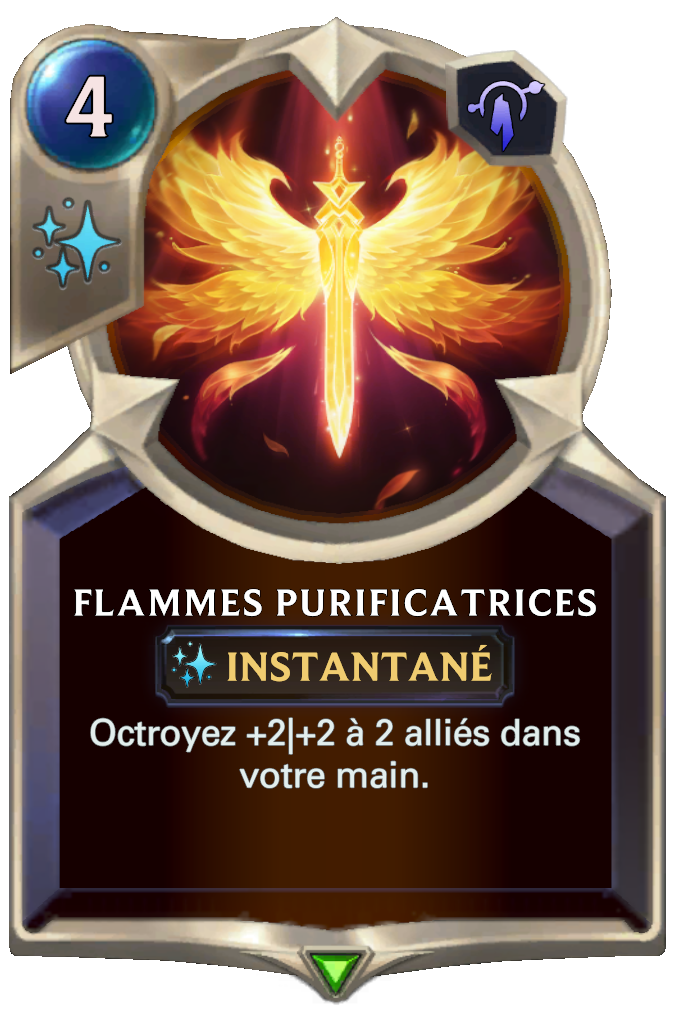 4
FLAMMES PURIFICATRICES
INSTANTANÉ
Octroyez +2|+2 à 2 alliés dans
votre main.